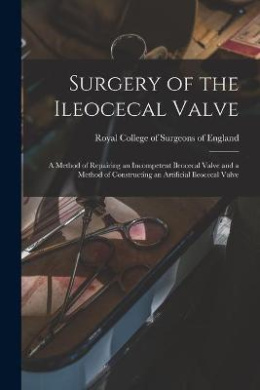 Surgery of the
Ileocecal Valve
Royal College of Surgeons of England
A Method of Repairing an Incompetent Ileocecal Valve and a
Method of Constructing an Artificial Ileocecal Valve